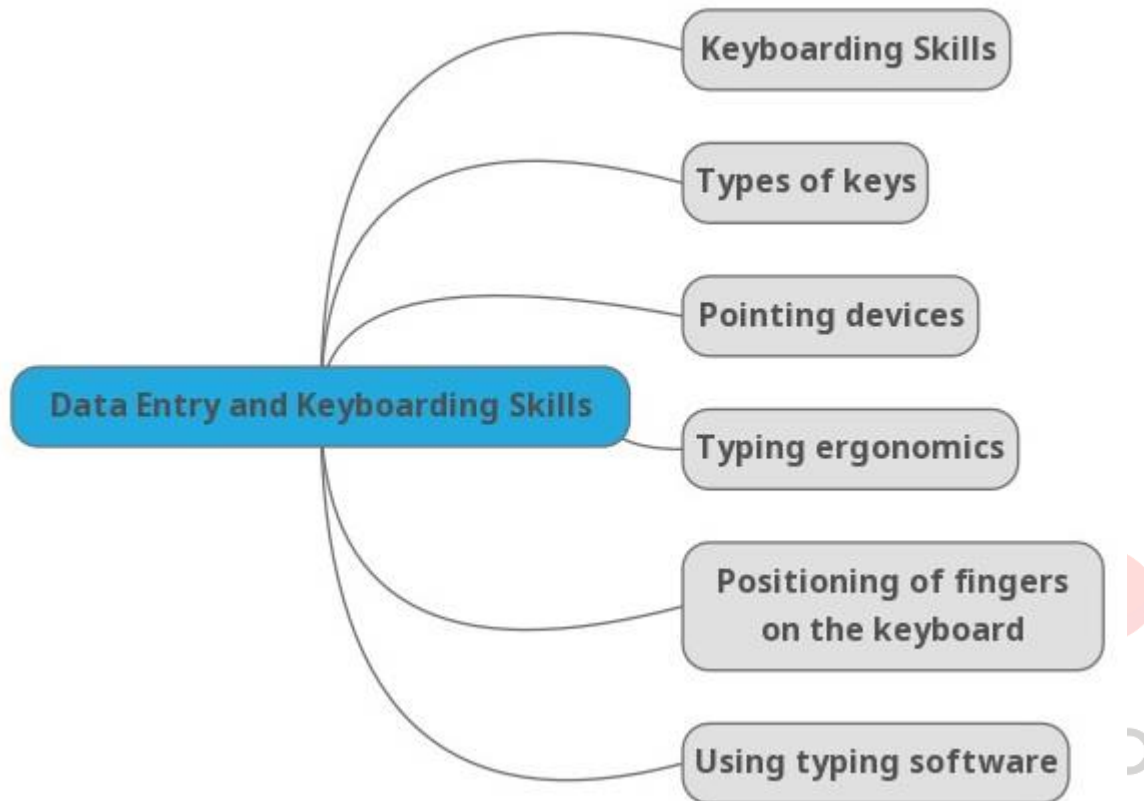 Keyboarding Skills
Types of keys
Pointing devices
Data Entry and Keyboarding Skills
Typing ergonomics
Positioning of fingers
on the keyboard
Using typing software